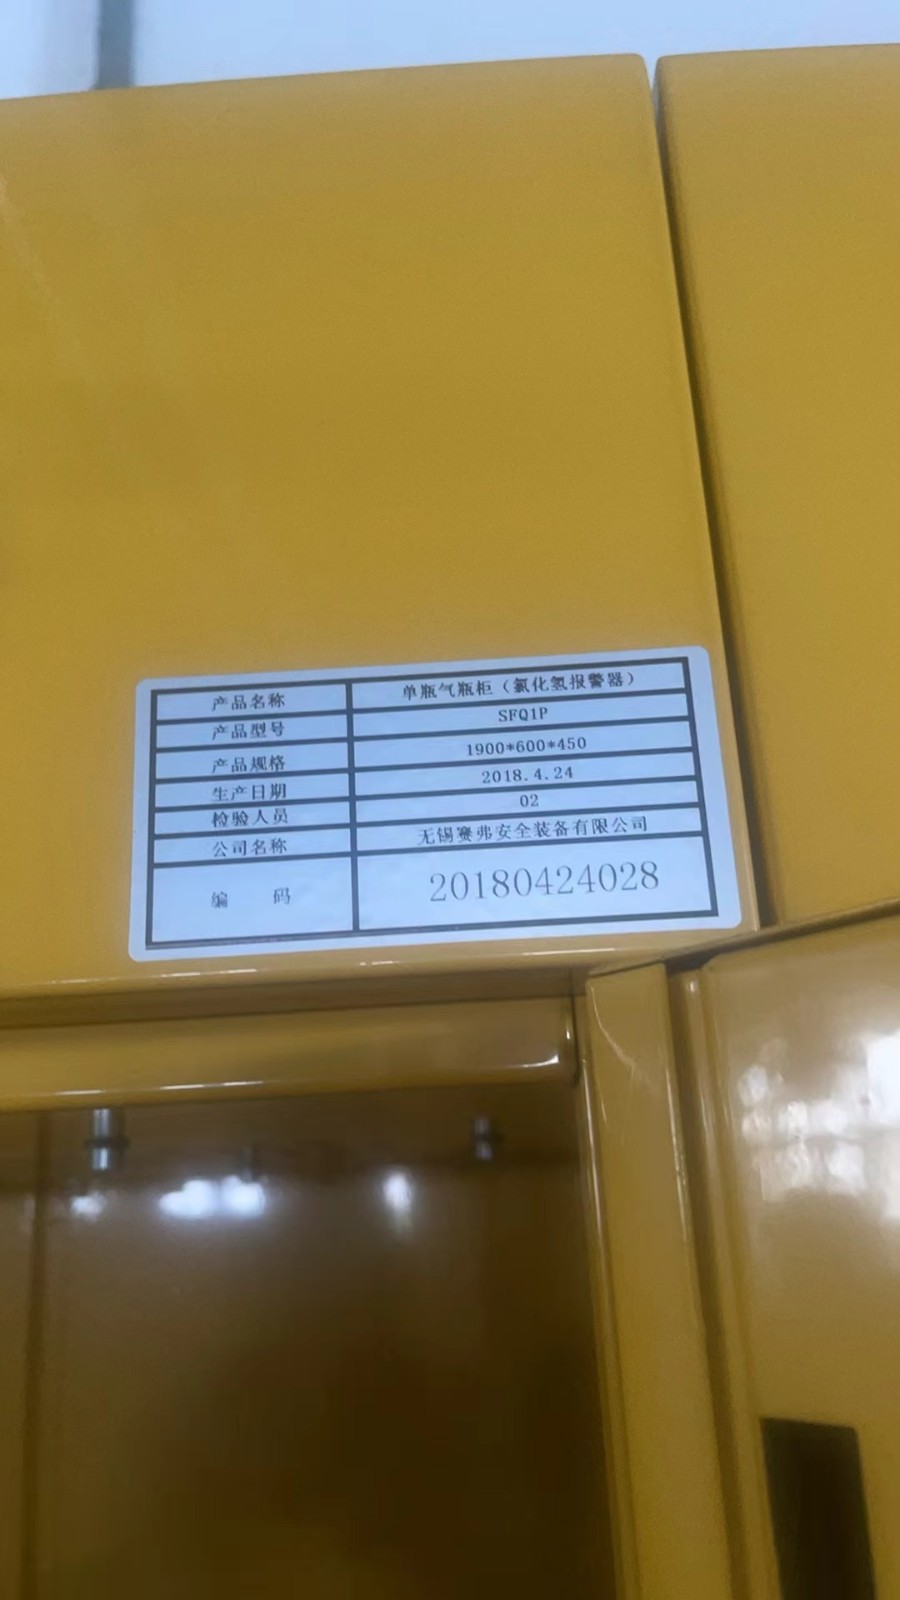 产品名称 单瓶气瓶柜（氯化氢报警器）
产品型号 SFQ1P
产品规格 1900*600*450
生产日期 2018.4.24
检验人员 02
公司名称 无锡赛弗安全装备有限公司
编 码 20180424028